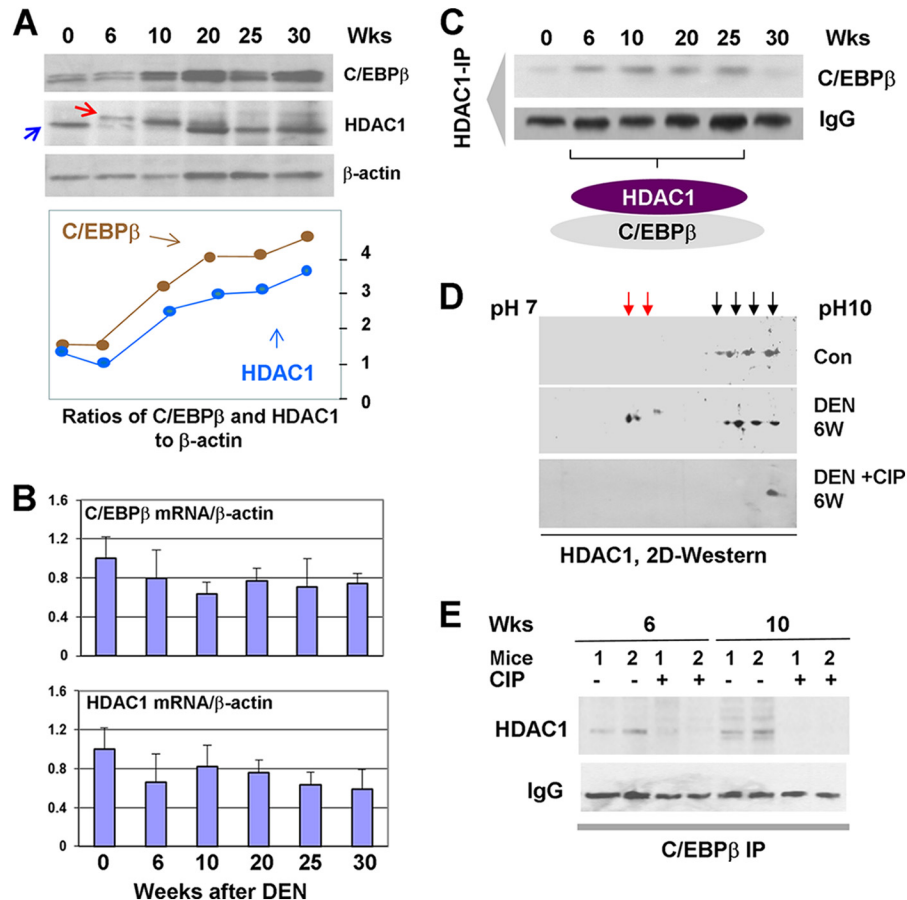 A
0 6 10 20 25 30 Wks
C/EBPβ
HDAC1
β-actin
C/EBPβ
HDAC1
4
3
2
1
0
Ratios of C/EBPβ and HDAC1
to β-actin
B
1.6
1.2
0.8
0.4
0
C/EBPβ mRNA/β-actin
1.6
1.2
0.8
0.4
0
HDAC1 mRNA/β-actin
0 6 10 20 25 30
Weeks after DEN
C
0 6 10 20 25 30 Wks
HDAC1-IP
C/EBPβ
IgG
HDAC1
C/EBPβ
D
pH 7 pH10
Con
DEN
6W
DEN +CIP
6W
HDAC1, 2D-Western
E
Wks 6 10
Mice 1 2 1 2 1 2 1 2
CIP - - + + - - + +
HDAC1
IgG
C/EBPβ IP